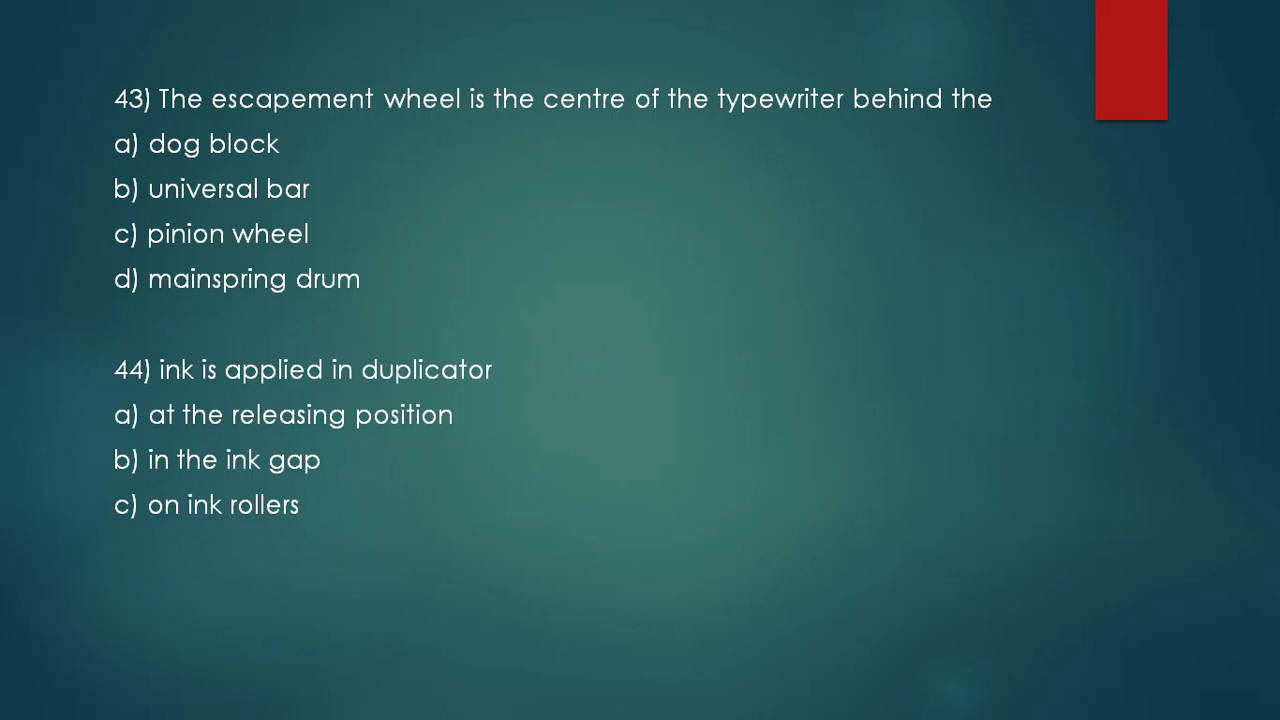 43) The escapement wheel is the centre of the typewriter behind the
a) dog block
b) universal bar
c) pinion wheel
d) mainspring drum
44) ink is applied in duplicator
a) at the releasing position
b) in the ink gap
c) on ink rollers